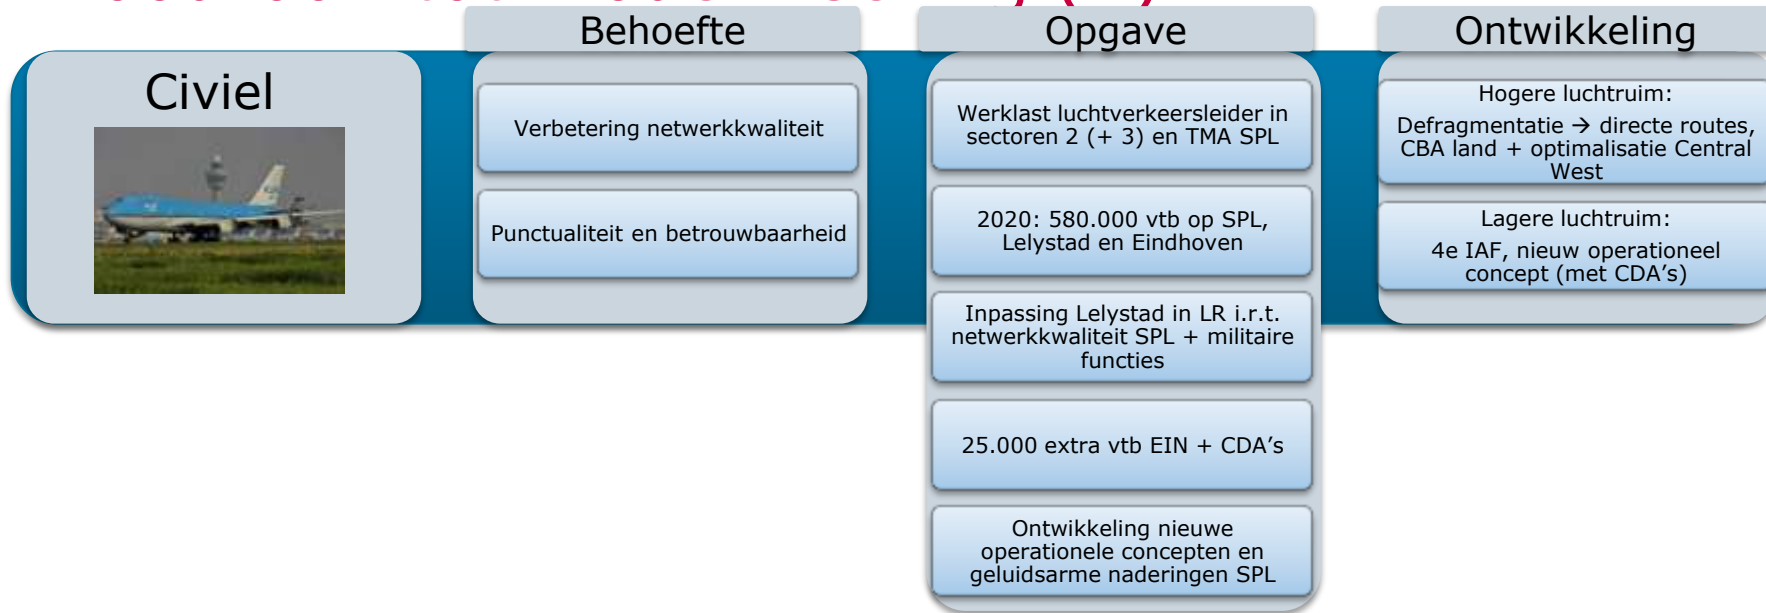 Behoefte
Opgave
Ontwikkeling
Civiel
Verbetering netwerkkwaliteit
Punctualiteit en betrouwbaarheid
Werklast luchtverkeersleider in
sectoren 2 (+ 3) en TMA SPL
2020: 580.000 vtb op SPL,
Lelystad en Eindhoven
Inpassing Lelystad in LR i.r.t.
netwerkkwaliteit SPL + militaire
functies
25.000 extra vtb EIN + CDA’s
Ontwikkeling nieuwe
operationele concepten en
geluidsarme naderingen SPL
Hogere luchtruim:
Defragmentatie → directe routes,
CBA land + optimalisatie Central
West
Lagere luchtruim:
4e IAF, nieuw operationeel
concept (met CDA’s)